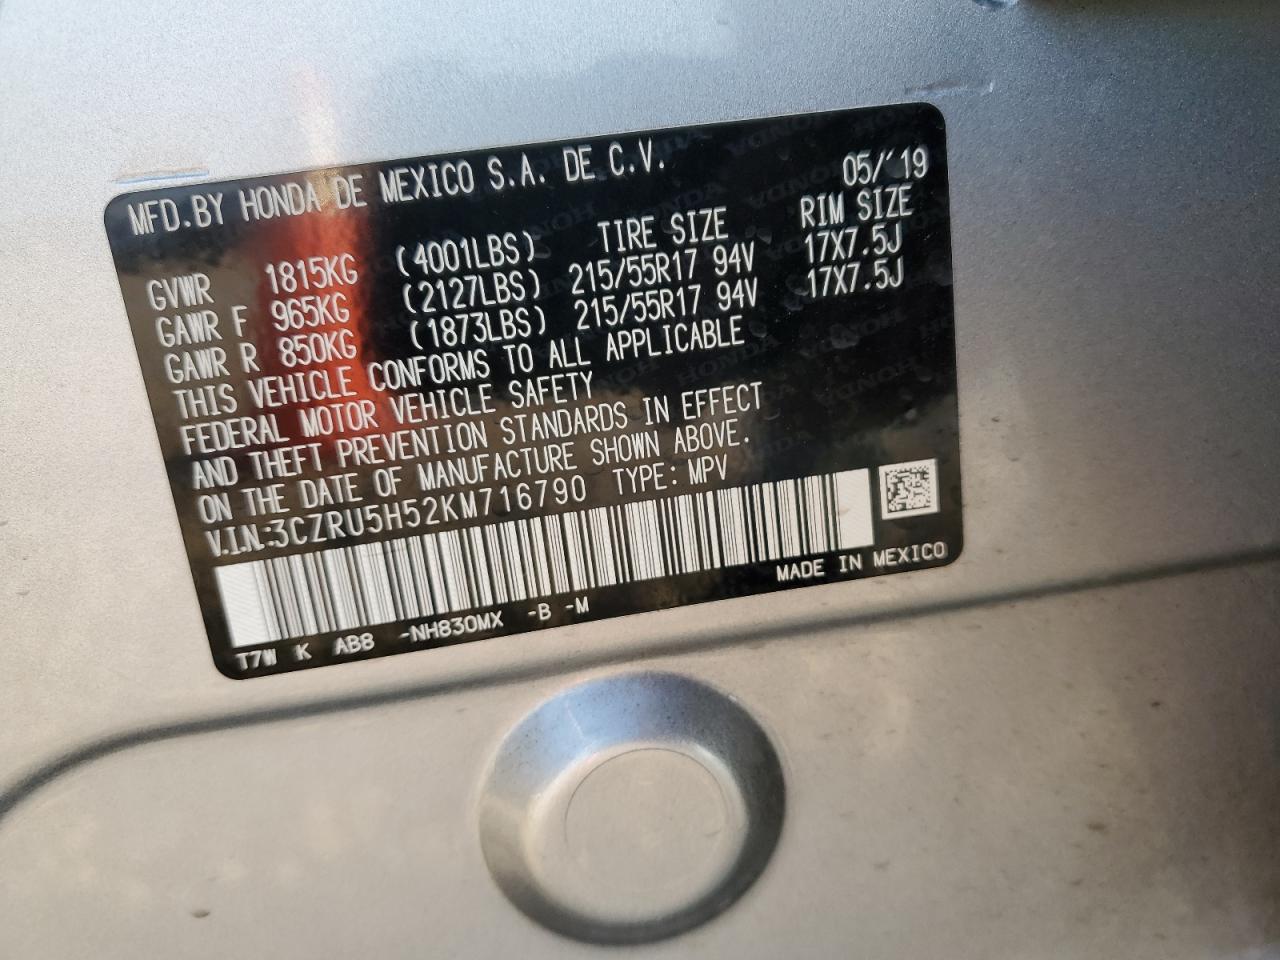 MFD.BY HONDA DE MEXICO S.A. DE C.V. 05/'19
TIRE SIZE RIM SIZE
GVWR 1815KG (4001LBS)
GAWR F 965KG (2127LBS) 215/55R17 94V 17X7.5J
GAWR R 850KG (1873LBS) 215/55R17 94V 17X7.5J
THIS VEHICLE CONFORMS TO ALL APPLICABLE
FEDERAL MOTOR VEHICLE SAFETY
AND THEFT PREVENTION STANDARDS IN EFFECT
ON THE DATE OF MANUFACTURE SHOWN ABOVE.
V.I.N.:3CZRU5H52KM716790 TYPE: MPV
MADE IN MEXICO
T7W K AB8 -NH830MX -B -M